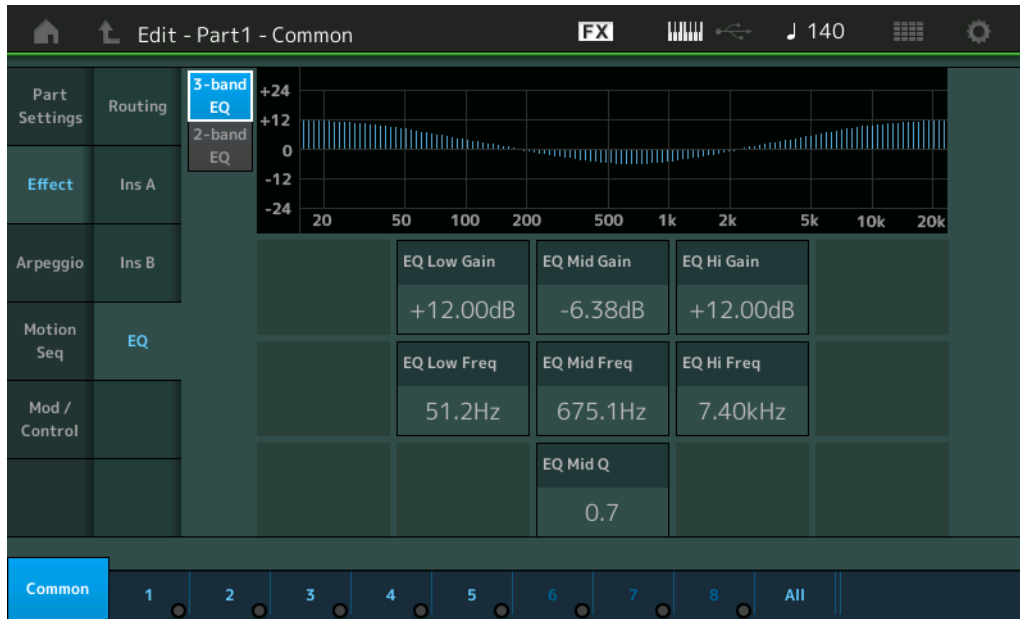 Edit - Part1 - Common
FX
♩ 140
Part
Settings
Effect
Arpeggio
Motion
Seq
Mod /
Control
Routing
Ins A
Ins B
EQ
3-band
EQ
2-band
EQ
+24
+12
0
-12
-24
20 50 100 200 500 1k 2k 5k 10k 20k
EQ Low Gain
+12.00dB
EQ Mid Gain
-6.38dB
EQ Hi Gain
+12.00dB
EQ Low Freq
51.2Hz
EQ Mid Freq
675.1Hz
EQ Hi Freq
7.40kHz
EQ Mid Q
0.7
Common 1 2 3 4 5 6 7 8 All